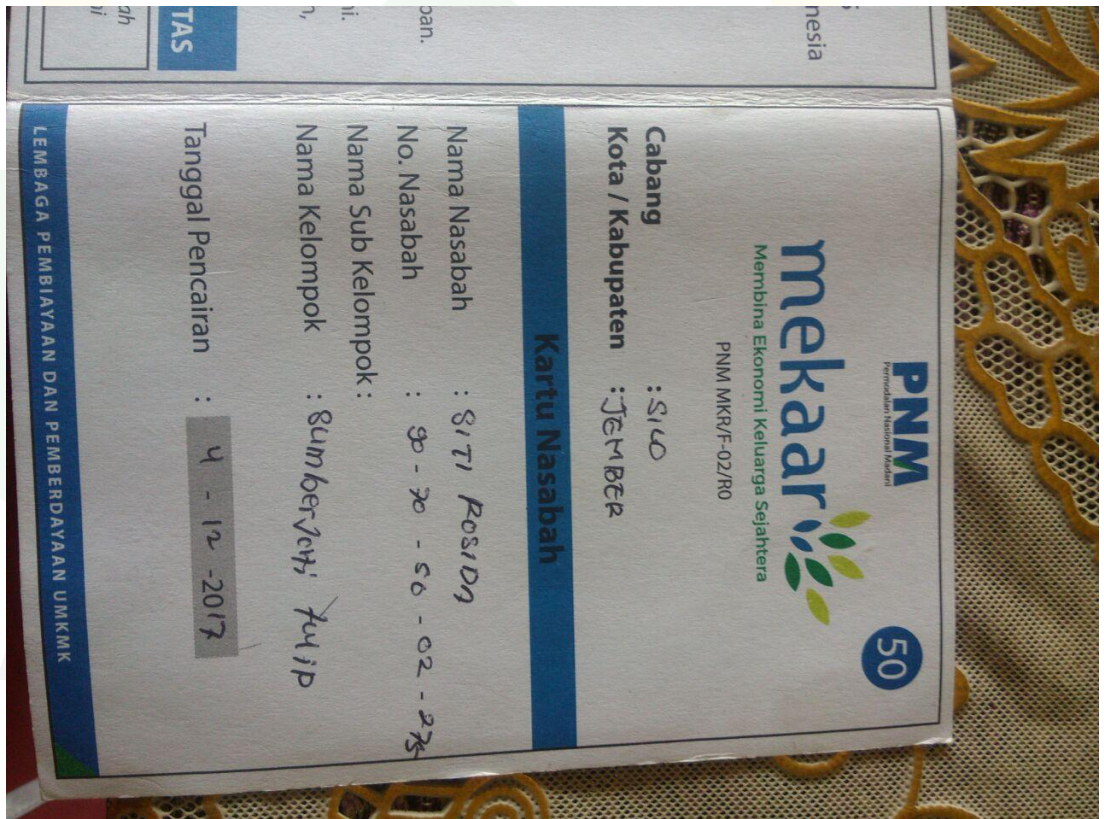 PNM
Permodalan Nasional Madani
50
mekaar
Membina Ekonomi Keluarga Sejahtera
PNM MKR/F-02/R0
Cabang : SILO
Kota / Kabupaten : JEMBER
Kartu Nasabah
Nama Nasabah : SITI ROSIDA
No. Nasabah : 90 - 70 - 50 - 02 - 275
Nama Sub Kelompok :
Nama Kelompok : Sumberjati Tulip
Tanggal Pencairan : 4 - 12 - 2017
LEMBAGA PEMBIAYAAN DAN PEMBERDAYAAN UMKMK
nesia
pan.
ni.
n,
TAS
ah
ni